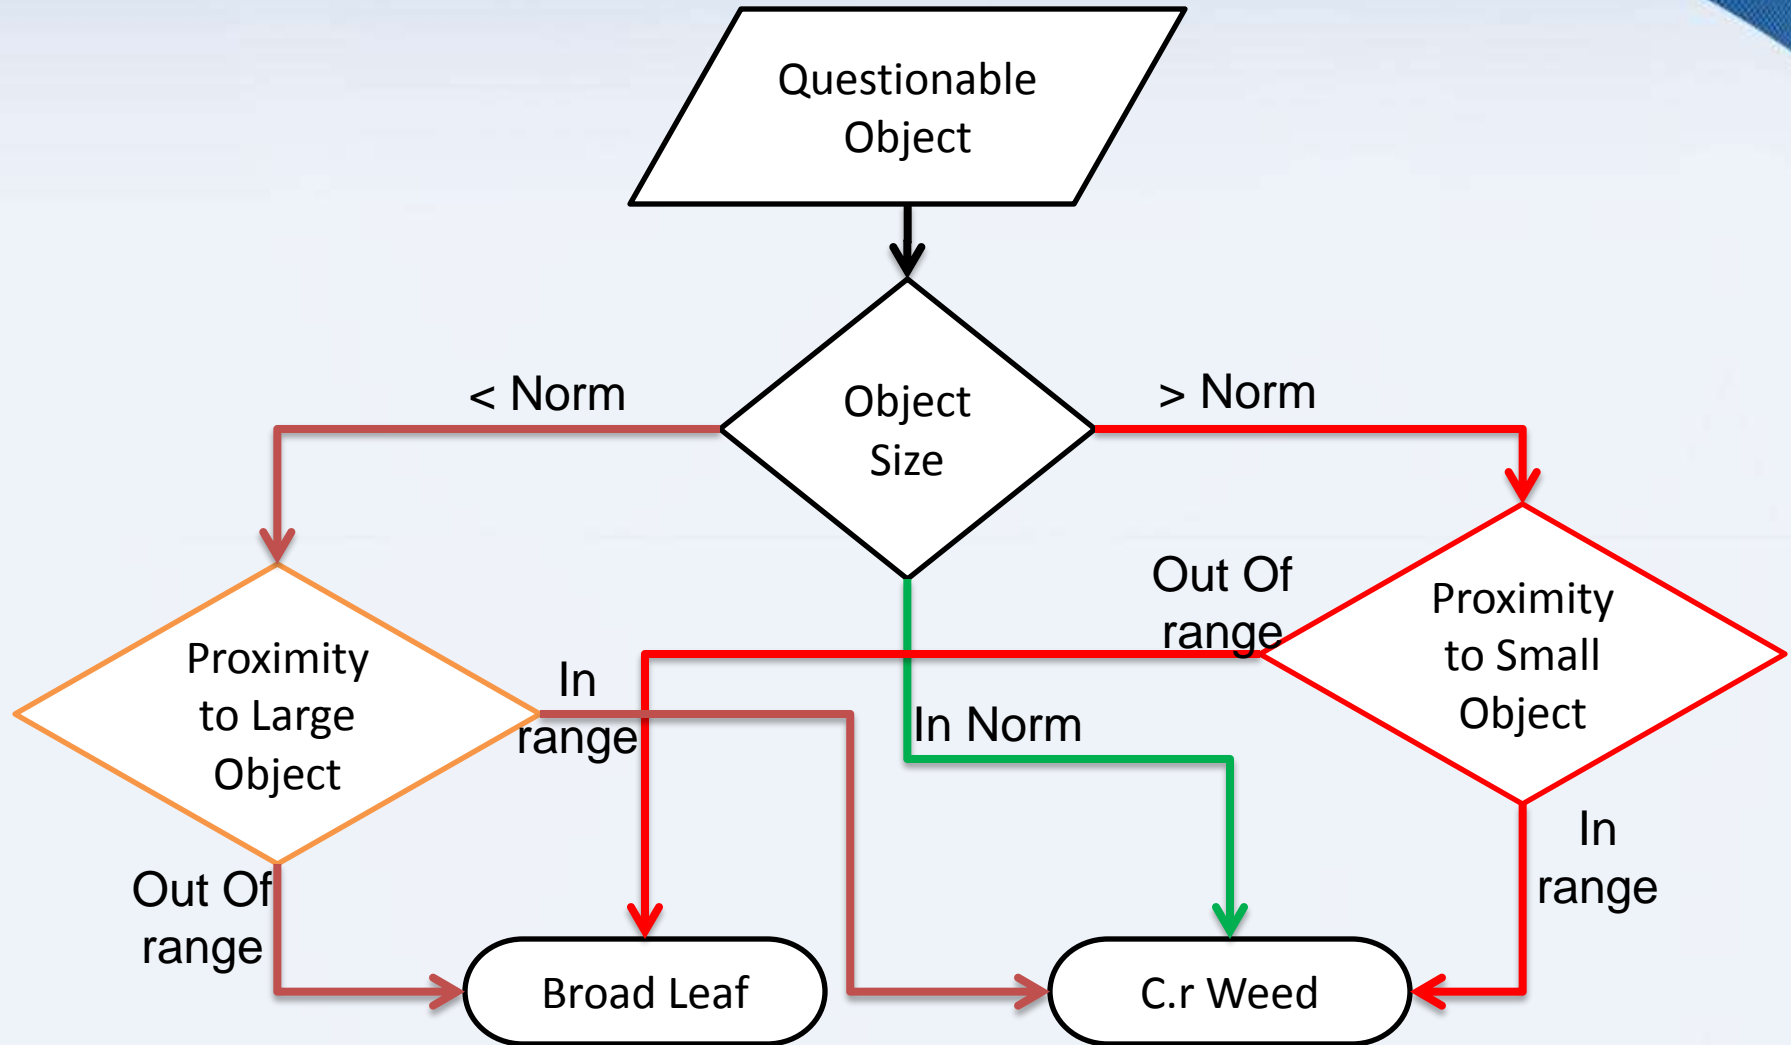 Questionable
Object
< Norm
Object
Size
> Norm
Out Of
range
Proximity
to Small
Object
Proximity
to Large
Object
In
range
In Norm
In
range
Out Of
range
Broad Leaf
C.r Weed